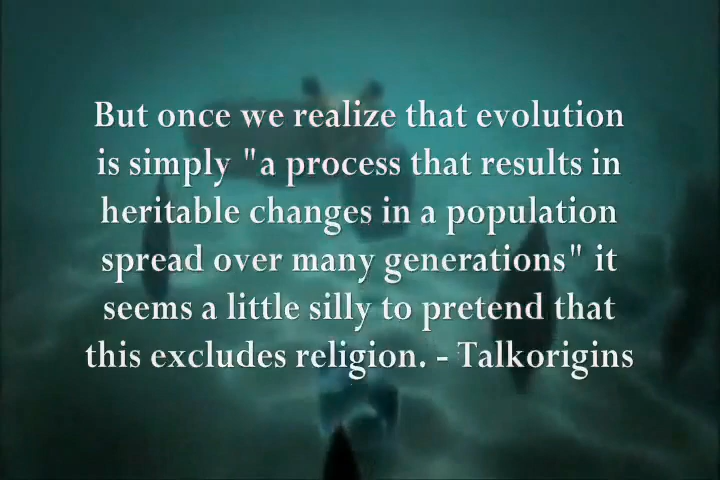 But once we realize that evolution
is simply "a process that results in
heritable changes in a population
spread over many generations" it
seems a little silly to pretend that
this excludes religion. - Talkorigins